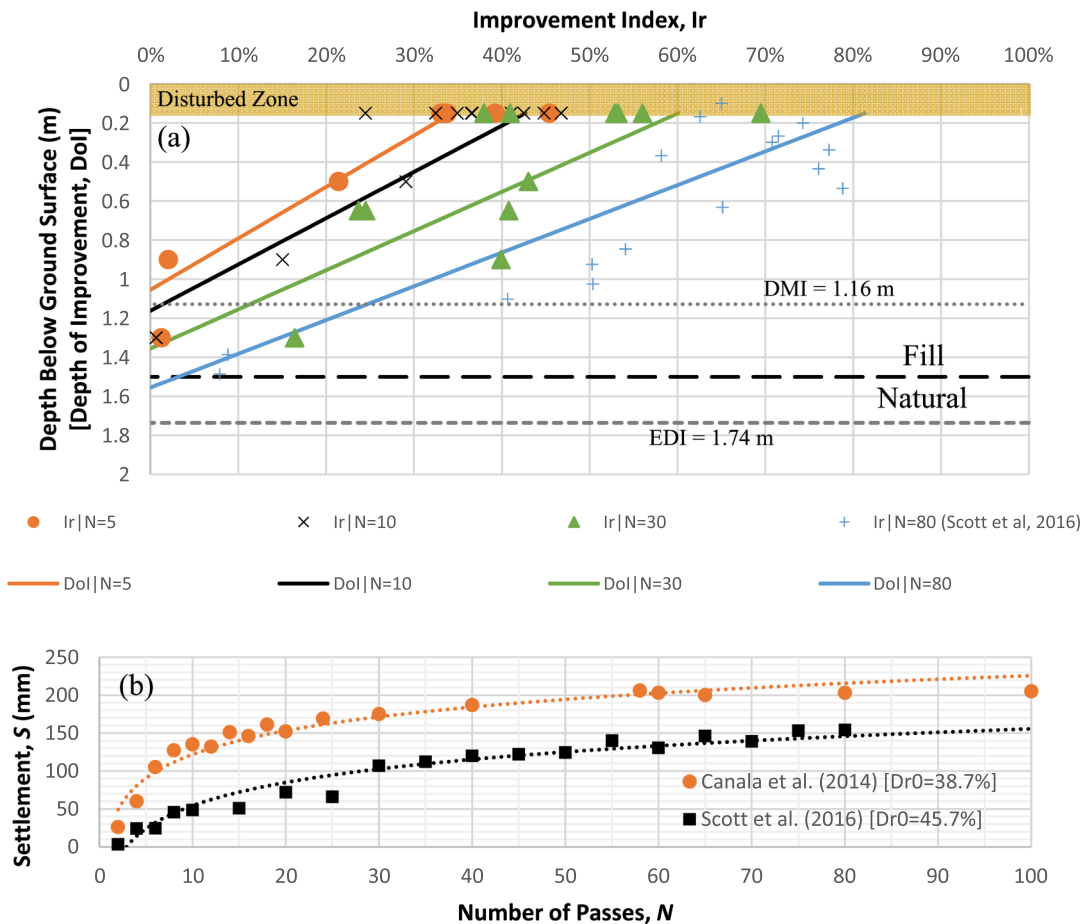 Improvement Index, Ir
0% 10% 20% 30% 40% 50% 60% 70% 80% 90% 100%
Depth Below Ground Surface (m)
[Depth of Improvement, DoI]
0
0.2
0.4
0.6
0.8
1
1.2
1.4
1.6
1.8
2
Disturbed Zone
(a)
DMI = 1.16 m
Fill
Natural
EDI = 1.74 m
Ir|N=5 Ir|N=10 Ir|N=30 Ir|N=80 (Scott et al, 2016)
DoI|N=5 DoI|N=10 DoI|N=30 DoI|N=80
Settlement, S (mm)
250
200
150
100
50
0
(b)
Canala et al. (2014) [Dr0=38.7%]
Scott et al. (2016) [Dr0=45.7%]
0 10 20 30 40 50 60 70 80 90 100
Number of Passes, N